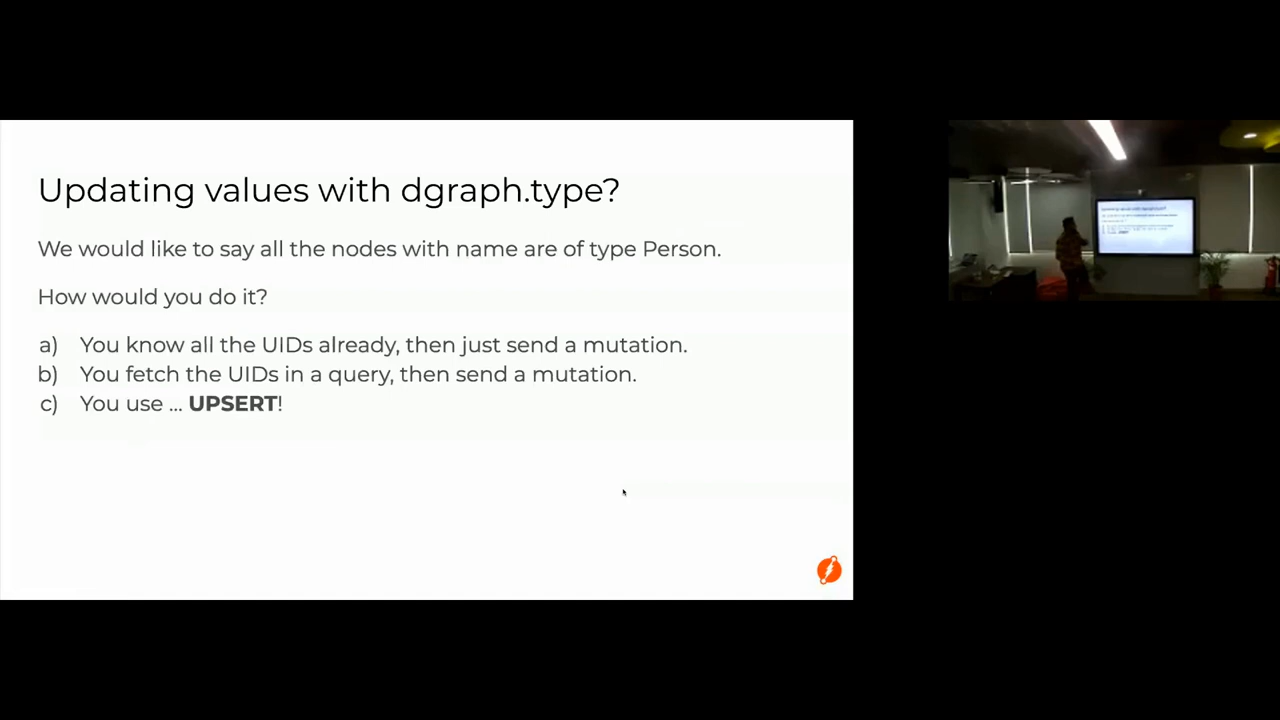 Updating values with dgraph.type?
We would like to say all the nodes with name are of type Person.
How would you do it?
a) You know all the UIDs already, then just send a mutation.
b) You fetch the UIDs in a query, then send a mutation.
c) You use ... UPSERT!